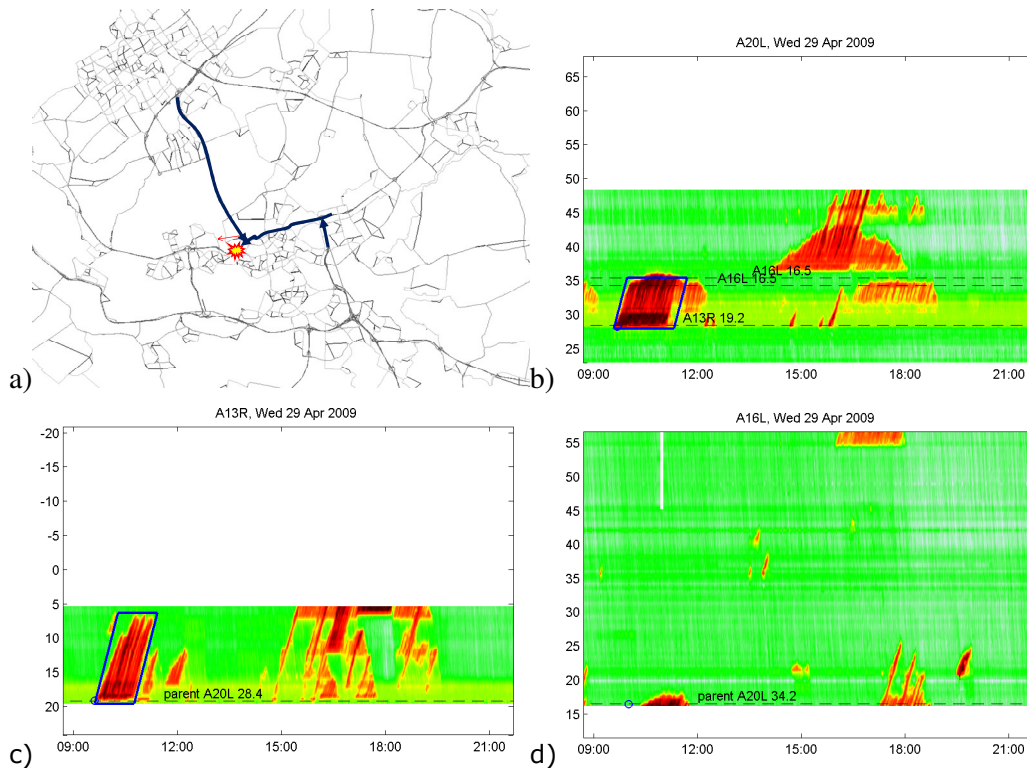 a)
A20L, Wed 29 Apr 2009
65
60
55
50
45
40
35
30
25
A16L 16.5
A16L 16.5
A13R 19.2
09:00 12:00 15:00 18:00 21:00
b)
A13R, Wed 29 Apr 2009
-20
-15
-10
-5
0
5
10
15
20
parent A20L 28.4
09:00 12:00 15:00 18:00 21:00
c)
A16L, Wed 29 Apr 2009
55
50
45
40
35
30
25
20
15
parent A20L 34.2
09:00 12:00 15:00 18:00 21:00
d)